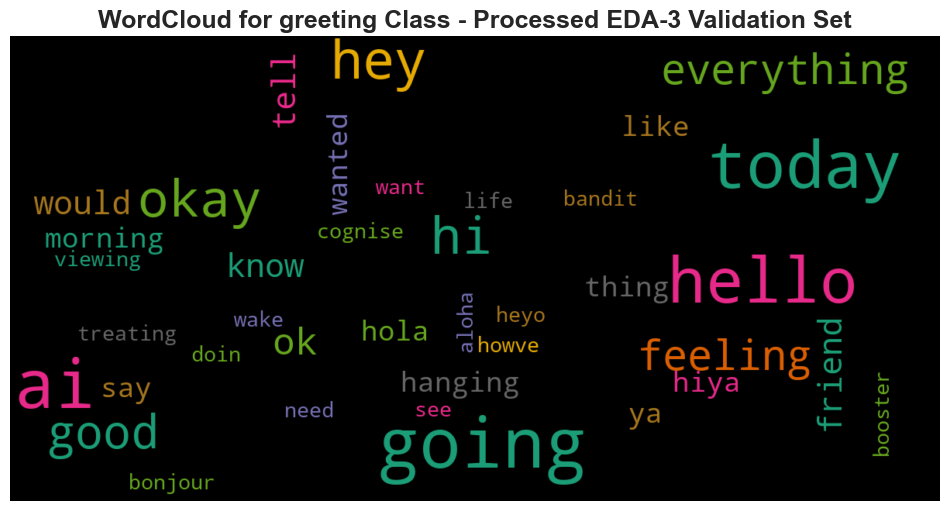 WordCloud for greeting Class - Processed EDA-3 Validation Set
hey
tell
everything
wanted
like
today
want
life
bandit
would
okay
cognise
hi
morning
viewing
know
hello
thing
wake
aloha
heyo
treating
ok
hola
howve
doin
feeling
friend
ai
say
hanging
hiya
booster
need
see
ya
good
going
bonjour